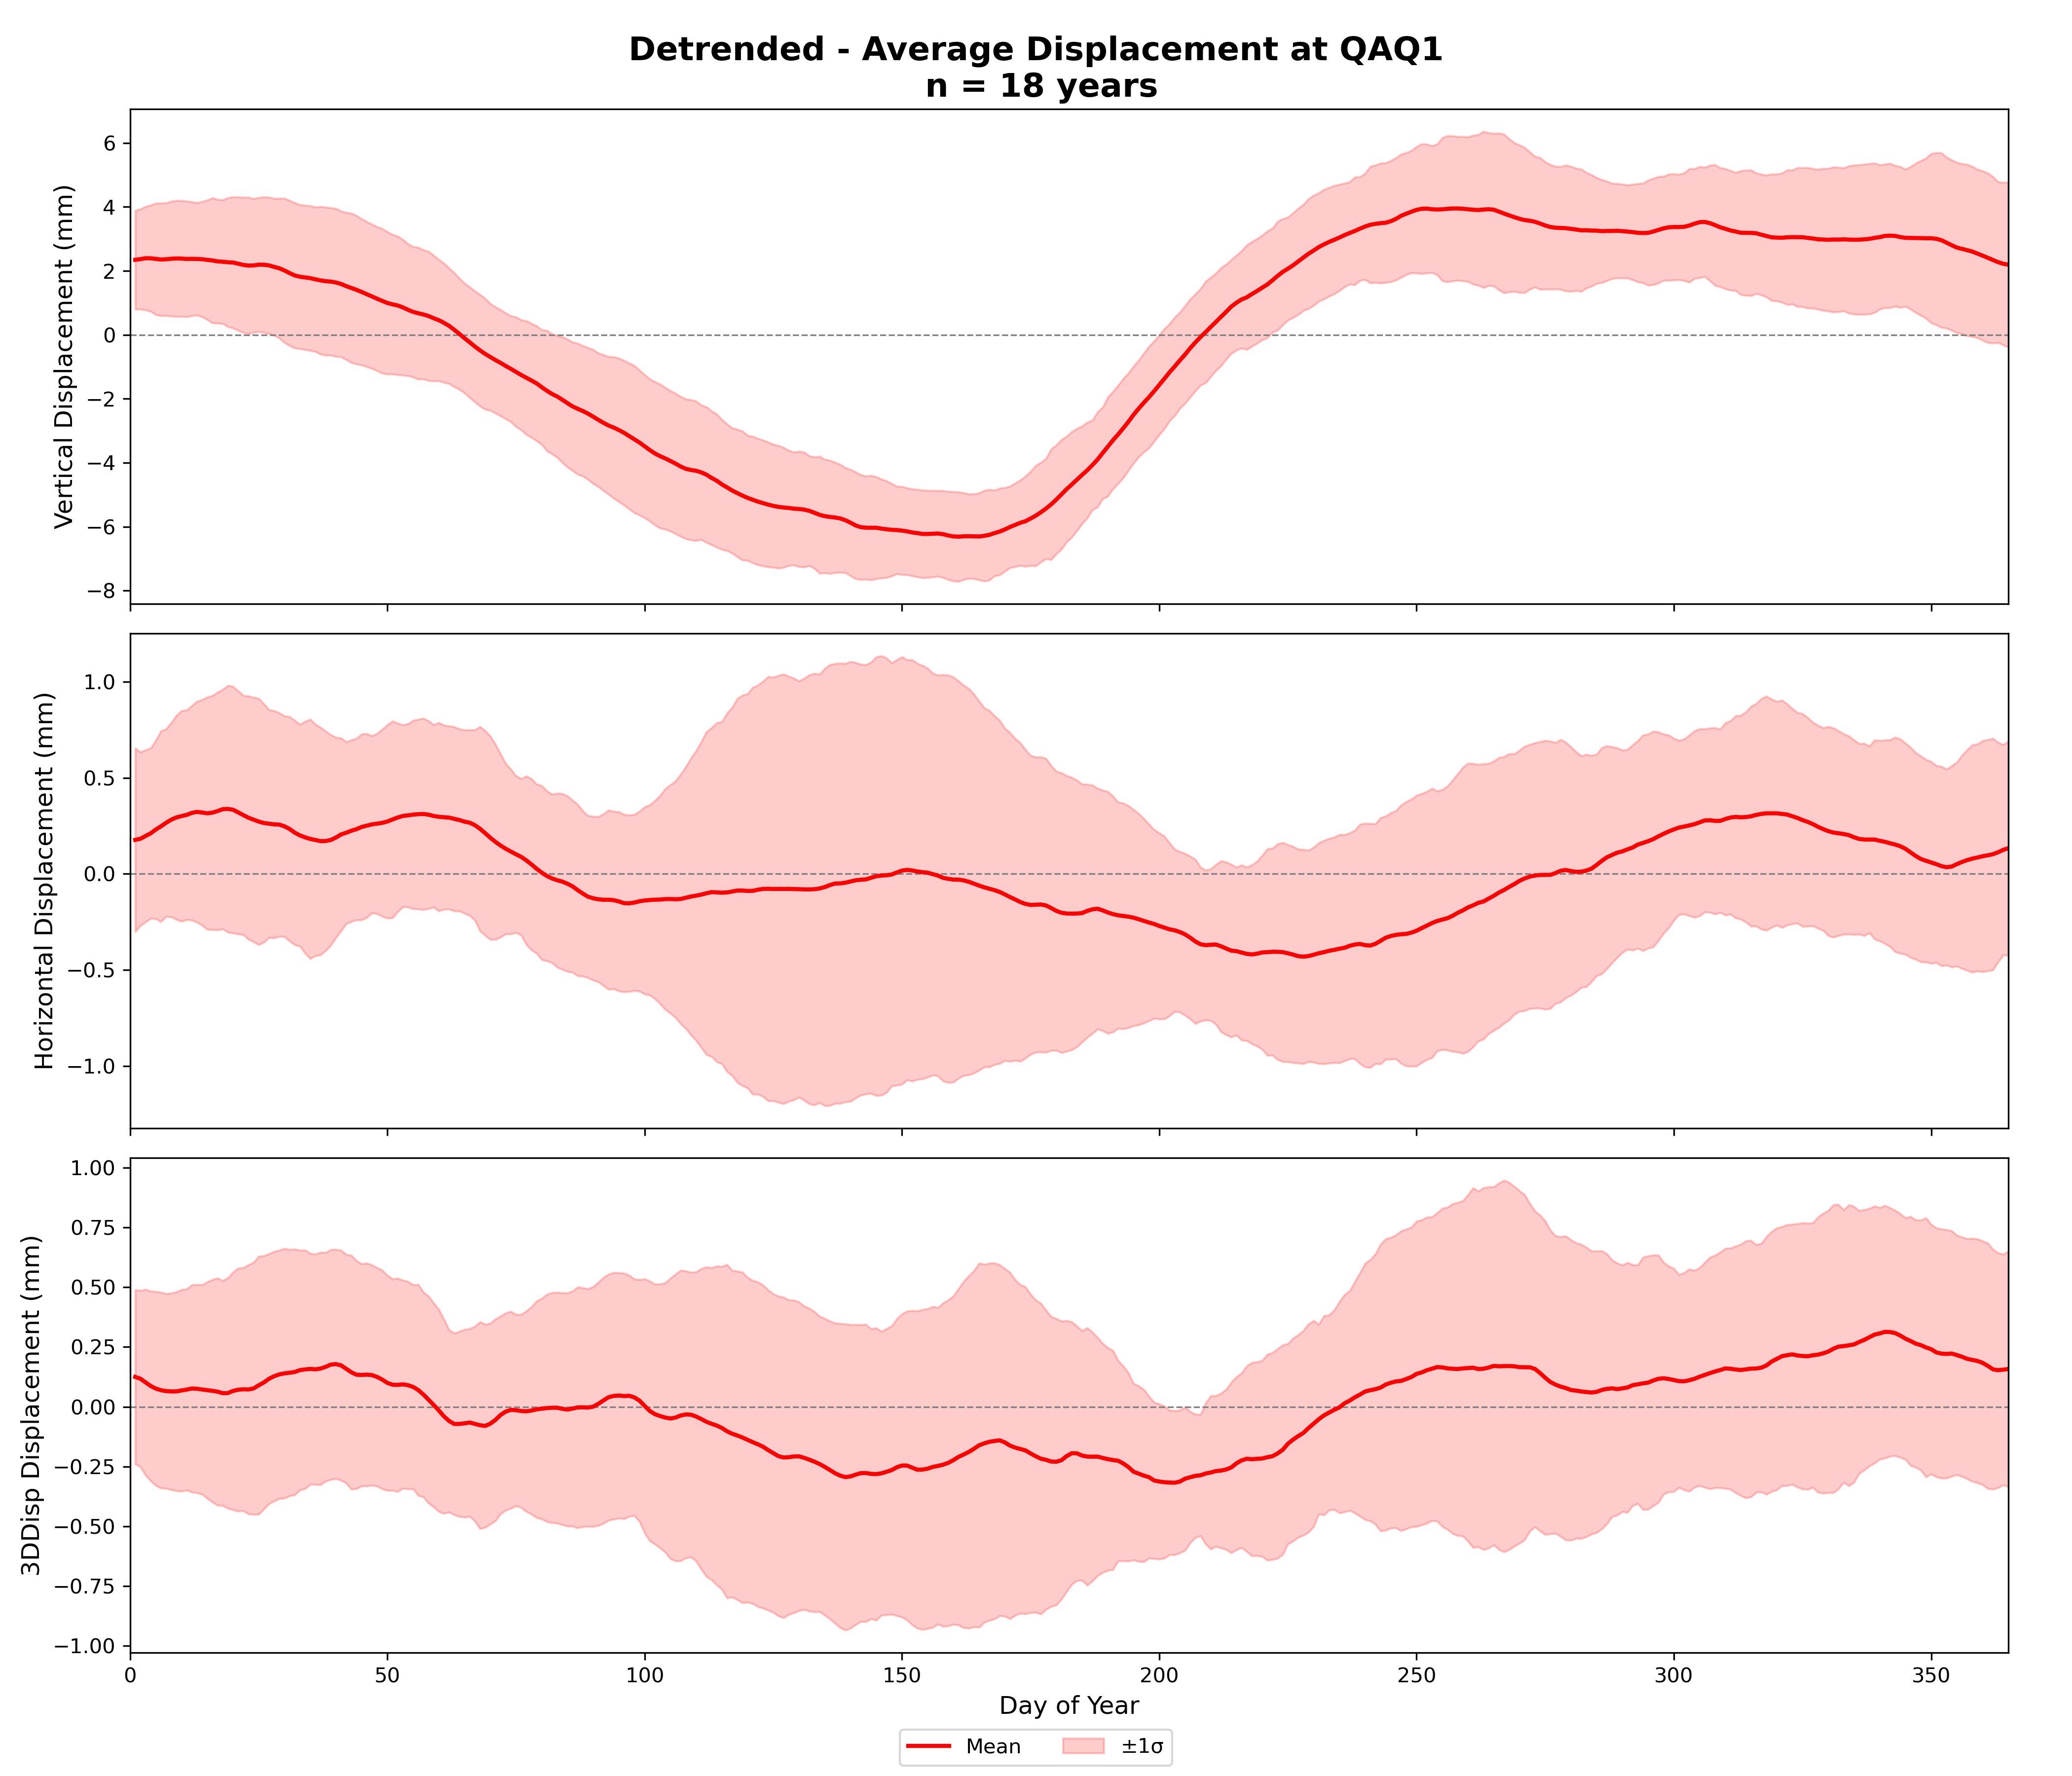 Detrended - Average Displacement at QAQ1
n = 18 years
Vertical Displacement (mm)
6
4
2
0
−2
−4
−6
−8
Horizontal Displacement (mm)
1.0
0.5
0.0
−0.5
−1.0
3DDisp Displacement (mm)
1.00
0.75
0.50
0.25
0.00
−0.25
−0.50
−0.75
−1.00
0 50 100 150 200 250 300 350
Day of Year
Mean ±1σ